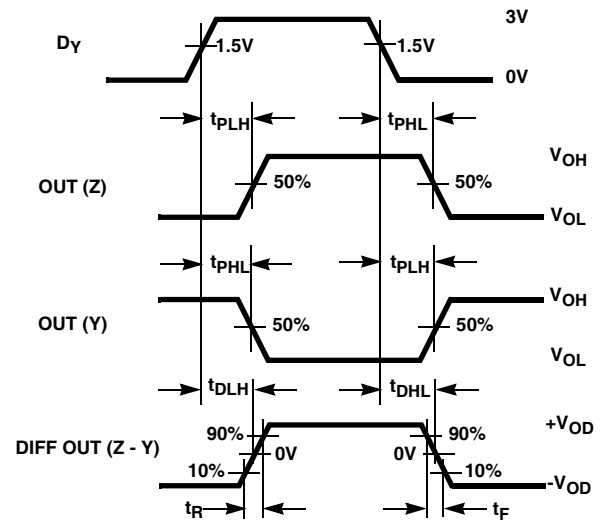 3V
DY
1.5V
1.5V
0V
tPLH
tPHL
VOH
OUT (Z)
50%
50%
VOL
tPHL
tPLH
VOH
OUT (Y)
50%
50%
VOL
tDLH
tDHL
+VOD
90%
90%
DIFF OUT (Z - Y)
0V
0V
10%
10%
-VOD
tR
tF